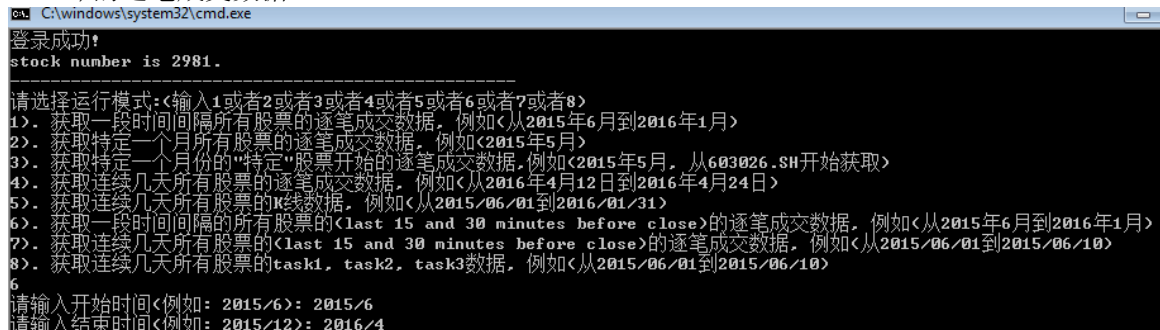 C:\windows\system32\cmd.exe
登录成功!
stock number is 2981.
--------------------------------------------------
请选择运行模式:(输入1或者2或者3或者4或者5或者6或者7或者8)
1). 获取一段时间间隔所有股票的逐笔成交数据, 例如(从2015年6月到2016年1月)
2). 获取特定一个月所有股票的逐笔成交数据, 例如(2015年5月)
3). 获取特定一个月份的"特定"股票开始的逐笔成交数据,例如(2015年5月, 从603026.SH开始获取)
4). 获取连续几天所有股票的逐笔成交数据, 例如(从2016年4月12日到2016年4月24日)
5). 获取连续几天所有股票的K线数据, 例如(从2015/06/01到2016/01/31)
6). 获取一段时间间隔的所有股票的(last 15 and 30 minutes before close)的逐笔成交数据, 例如(从2015年6月到2016年1月)
7). 获取连续几天所有股票的(last 15 and 30 minutes before close)的逐笔成交数据, 例如(从2015/06/01到2015/06/10)
8). 获取连续几天所有股票的task1, task2, task3数据, 例如(从2015/06/01到2015/06/10)
6
请输入开始时间(例如: 2015/6): 2015/6
请输入结束时间(例如: 2015/12): 2016/4